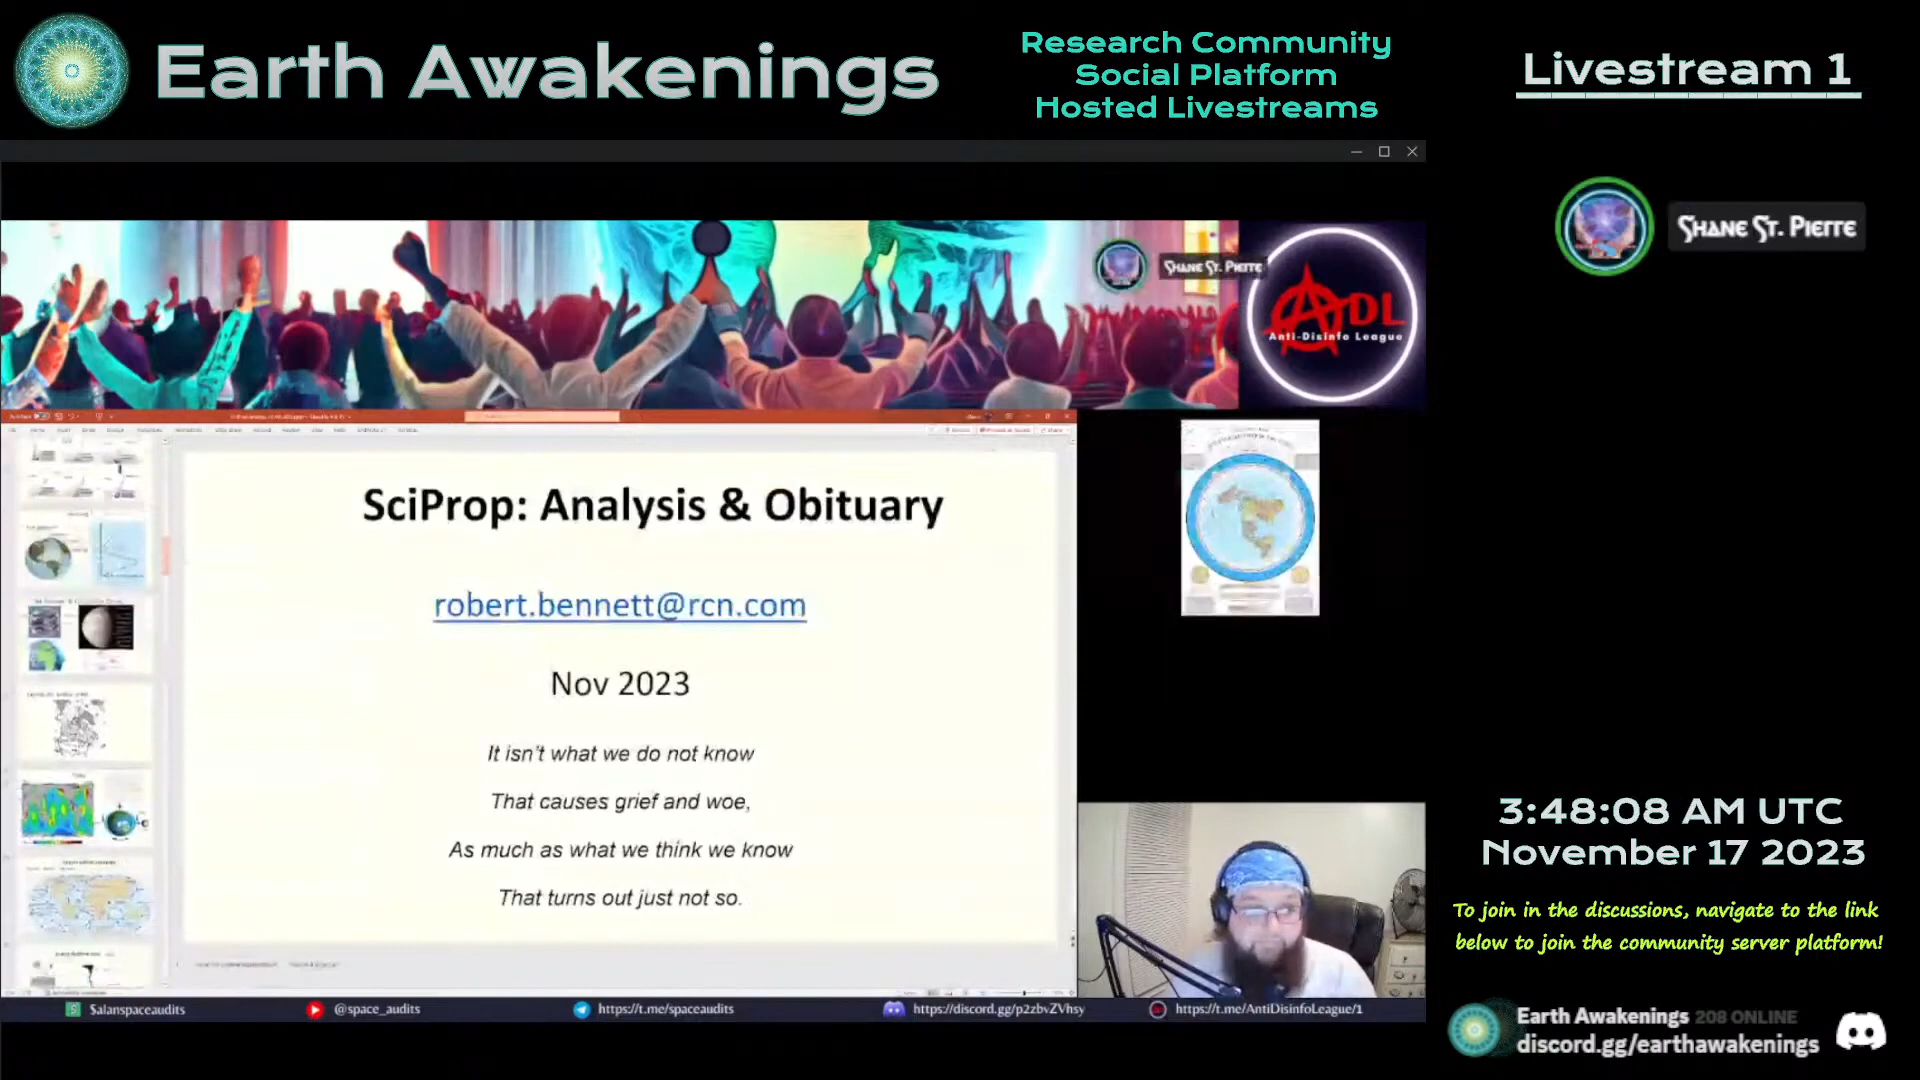 Earth Awakenings
Research Community
Social Platform
Hosted Livestreams
Livestream 1
SHANE ST. PIERRE
SHANE ST. PIERRE
ADL
Anti-Disinfo League
SciProp: Analysis & Obituary
robert.bennett@rcn.com
Nov 2023
It isn't what we do not know
That causes grief and woe,
As much as what we think we know
That turns out just not so.
3:48:08 AM UTC
November 17 2023
To join in the discussions, navigate to the link
below to join the community server platform!
$alanspaceaudits
@space_audits
https://t.me/spaceaudits
https://discord.gg/p2zbvZVhsy
https://t.me/AntiDisinfoLeague/1
Earth Awakenings 208 ONLINE
discord.gg/earthawakenings